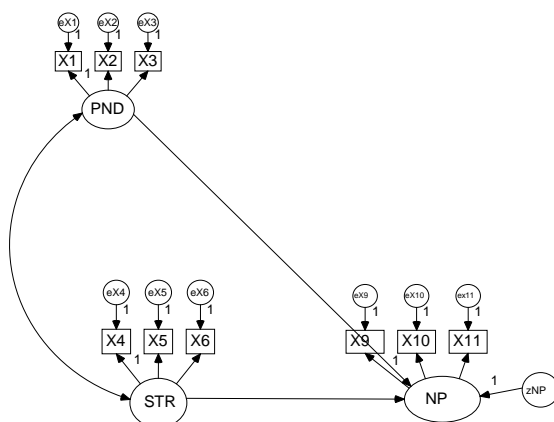 eX1 eX2 eX3
1 1 1
X1 X2 X3
1
PND
eX4 eX5 eX6
1 1 1
X4 X5 X6
1
STR
eX9 eX10 ex11
1 1 1
X9 X10 X11
1
NP
1
zNP